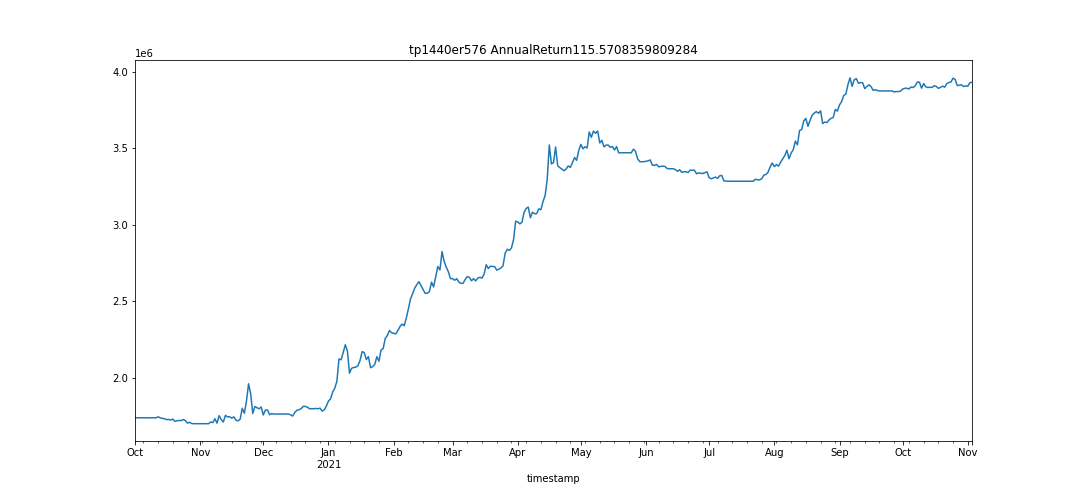 tp1440er576 AnnualReturn115.5708359809284
1e6
4.0
3.5
3.0
2.5
2.0
Oct Nov Dec Jan Feb Mar Apr May Jun Jul Aug Sep Oct Nov
2021
timestamp